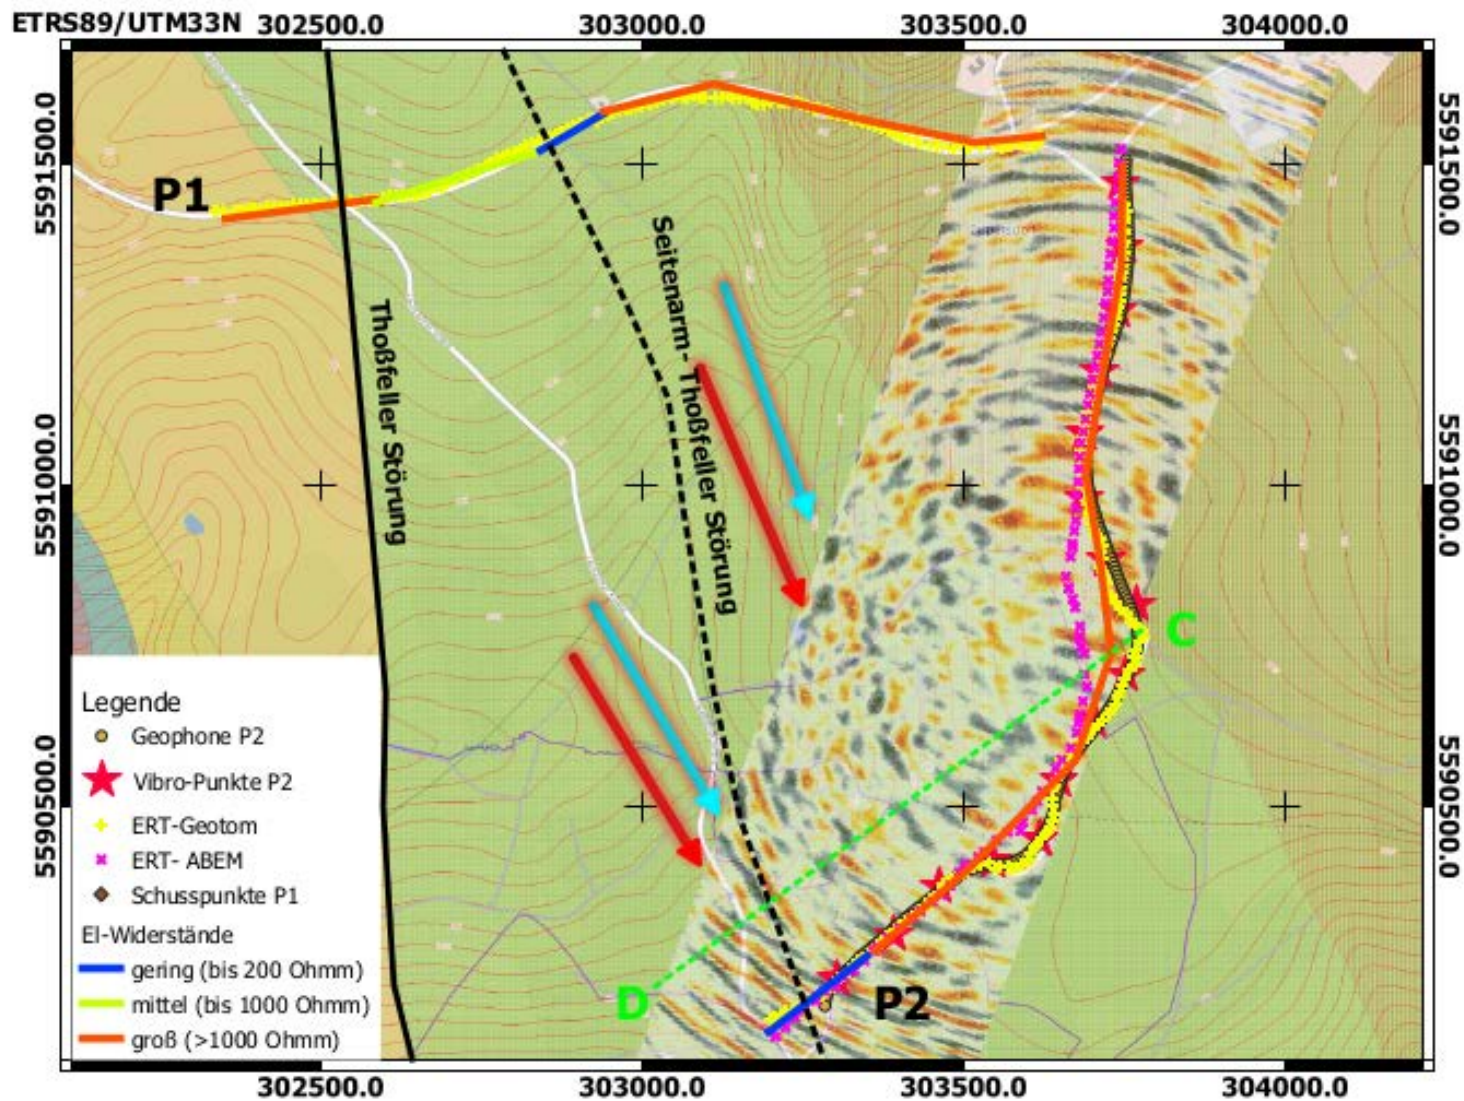 ETRS89/UTM33N 302500.0 303000.0 303500.0 304000.0
5591500.0
5591500.0
P1
Seitenarm- Thoßfeller Störung
Thoßfeller Störung
5591000.0
5591000.0
C
Legende
Geophone P2
Vibro-Punkte P2
ERT-Geotom
ERT- ABEM
Schusspunkte P1
El-Widerstände
gering (bis 200 Ohmm)
mittel (bis 1000 Ohmm)
groß (>1000 Ohmm)
5590500.0
5590500.0
D
P2
302500.0 303000.0 303500.0 304000.0